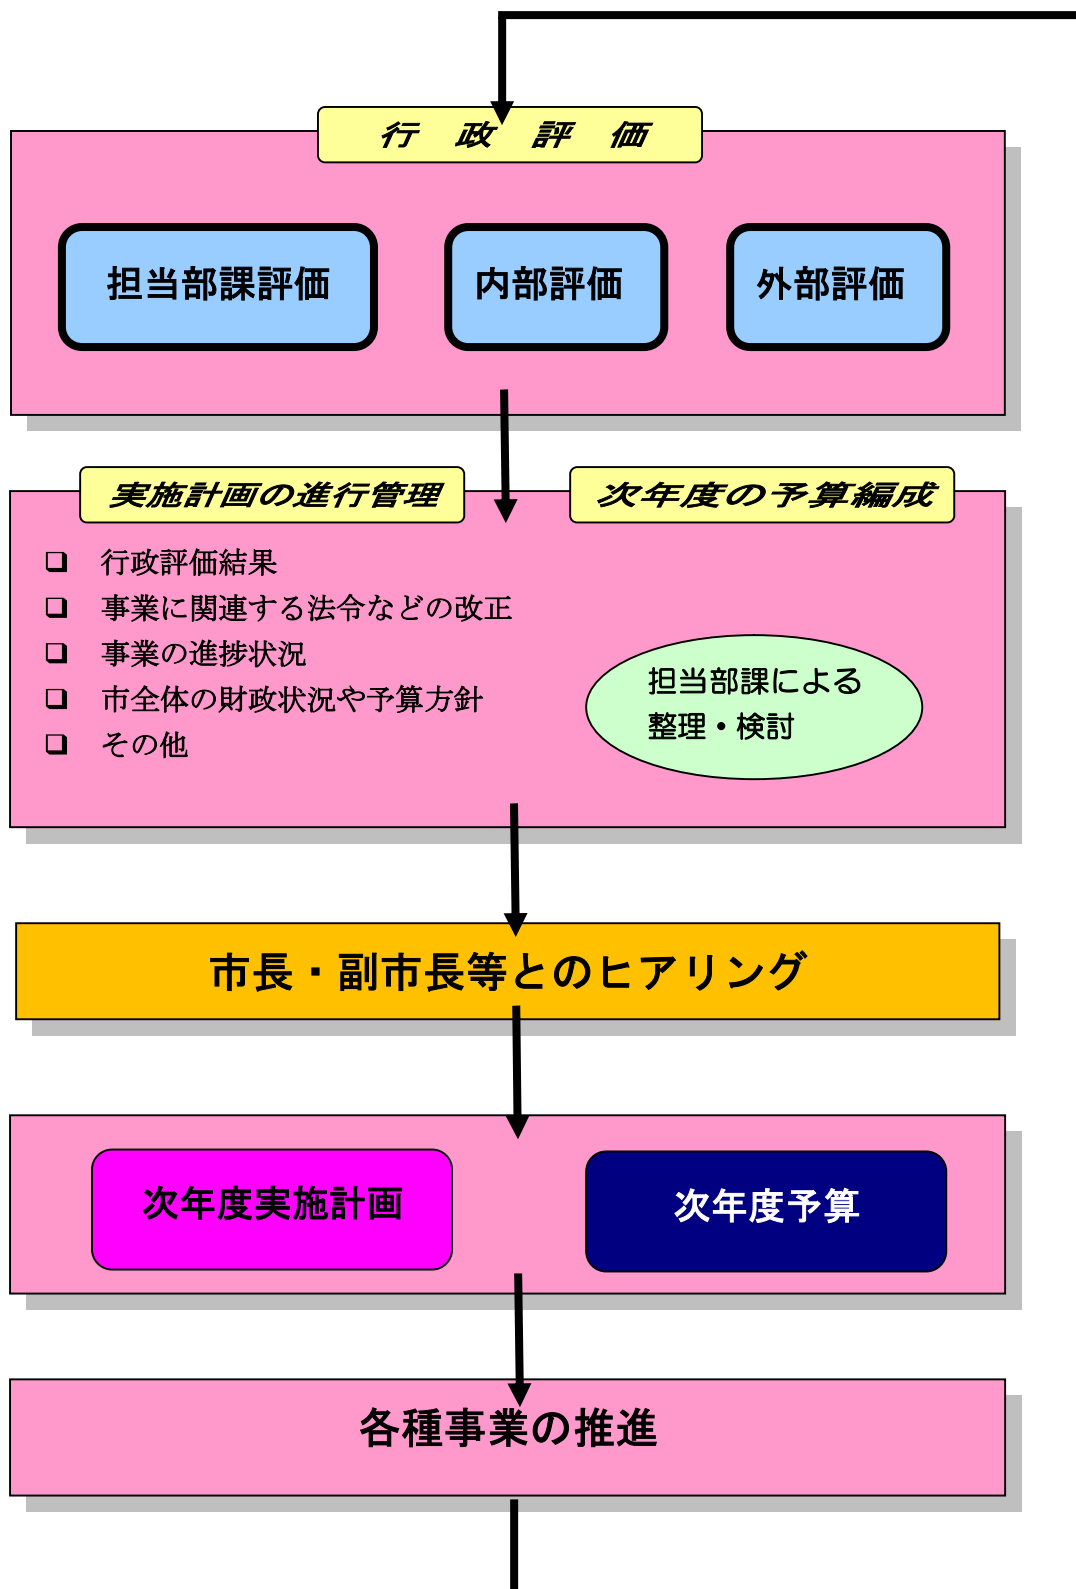 行 政 評 価
担当部課評価
内部評価
外部評価
実施計画の進行管理
次年度の予算編成
❑ 行政評価結果
❑ 事業に関連する法令などの改正
❑ 事業の進捗状況
❑ 市全体の財政状況や予算方針
❑ その他
担当部課による
整理・検討
市長・副市長等とのヒアリング
次年度実施計画
次年度予算
各種事業の推進